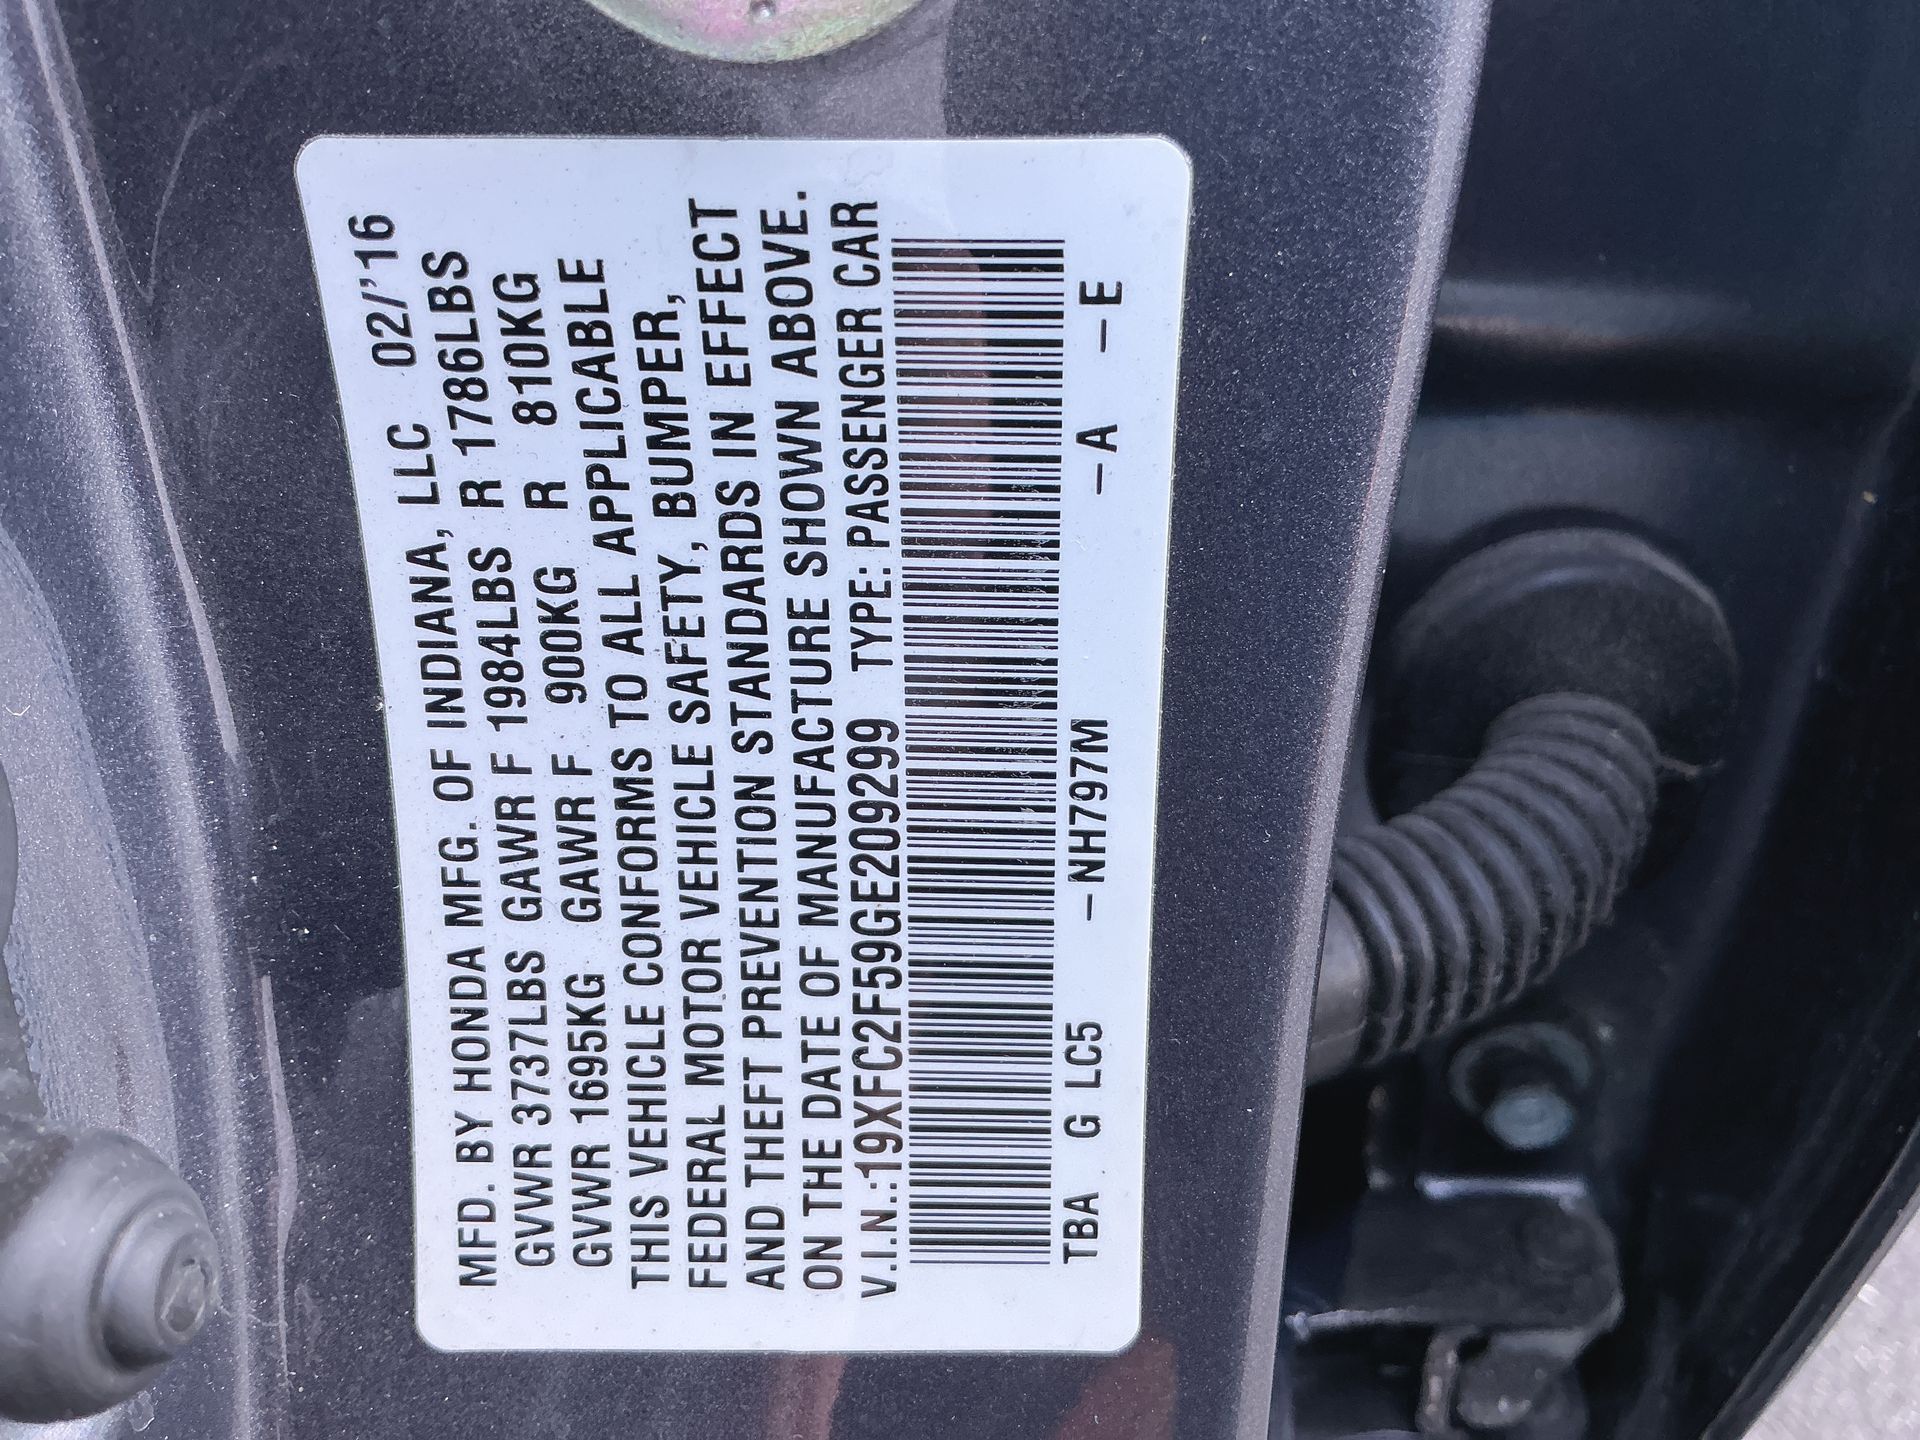 MFD. BY HONDA MFG. OF INDIANA, LLC 02/'16
GVWR 3737LBS GAWR F 1984LBS R 1786LBS
GVWR 1695KG GAWR F 900KG R 810KG
THIS VEHICLE CONFORMS TO ALL APPLICABLE
FEDERAL MOTOR VEHICLE SAFETY, BUMPER,
AND THEFT PREVENTION STANDARDS IN EFFECT
ON THE DATE OF MANUFACTURE SHOWN ABOVE.
V.I.N.:19XFC2F59GE209299 TYPE: PASSENGER CAR
TBA G LC5 -NH797M -A -E